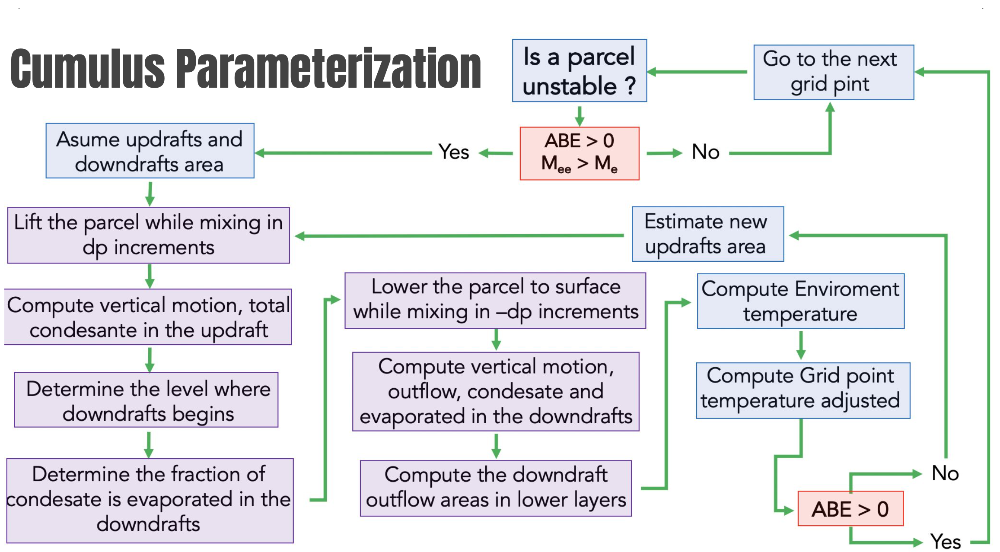 Cumulus Parameterization
Is a parcel
unstable ?
Go to the next
grid pint
ABE > 0
Mee > Me
Yes
No
Asume updrafts and
downdrafts area
Lift the parcel while mixing in
dp increments
Estimate new
updrafts area
Compute vertical motion, total
condesante in the updraft
Determine the level where
downdrafts begins
Determine the fraction of
condesate is evaporated in the
downdrafts
Lower the parcel to surface
while mixing in –dp increments
Compute vertical motion,
outflow, condesate and
evaporated in the downdrafts
Compute the downdraft
outflow areas in lower layers
Compute Enviroment
temperature
Compute Grid point
temperature adjusted
ABE > 0
No
Yes